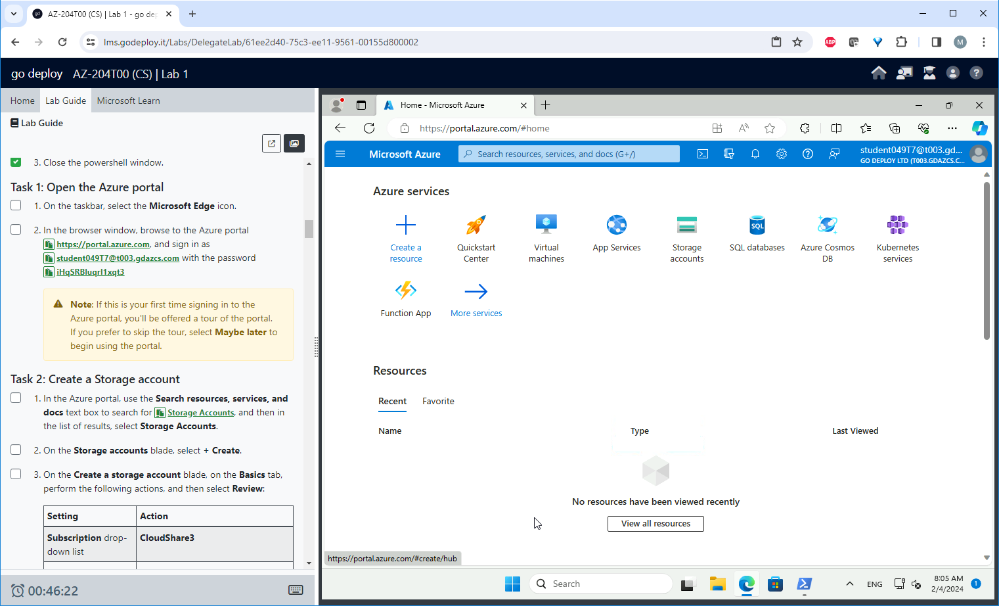 AZ-204T00 (CS) | Lab 1 - go de
lms.godeploy.it/Labs/DelegateLab/61ee2d40-75c3-ee11-9561-00155d800002
ABP
M
go deploy AZ-204T00 (CS) | Lab 1
Home Lab Guide Microsoft Learn
Lab Guide
3. Close the powershell window.
Task 1: Open the Azure portal
1. On the taskbar, select the Microsoft Edge icon.
2. In the browser window, browse to the Azure portal
https://portal.azure.com, and sign in as
student049T7@t003.gdazcs.com with the password
iHqSRBluqrI1xqt3
Note: If this is your first time signing in to the
Azure portal, you'll be offered a tour of the portal.
If you prefer to skip the tour, select Maybe later to
begin using the portal.
Task 2: Create a Storage account
1. In the Azure portal, use the Search resources, services, and
docs text box to search for Storage Accounts, and then in
the list of results, select Storage Accounts.
2. On the Storage accounts blade, select + Create.
3. On the Create a storage account blade, on the Basics tab,
perform the following actions, and then select Review:
Setting Action
Subscription drop-
down list
CloudShare3
00:46:22
Home - Microsoft Azure
https://portal.azure.com/#home
Microsoft Azure
Search resources, services, and docs (G+/)
student049T7@t003.gd...
GO DEPLOY LTD (T003.GDAZCS.C...
Azure services
Create a
resource
Quickstart
Center
Virtual
machines
App Services
Storage
accounts
SQL
SQL databases
Azure Cosmos
DB
Kubernetes
services
Function App
More services
Resources
Recent Favorite
Name Type Last Viewed
No resources have been viewed recently
View all resources
https://portal.azure.com/#create/hub
Search
ENG
8:05 AM
2/4/2024
1